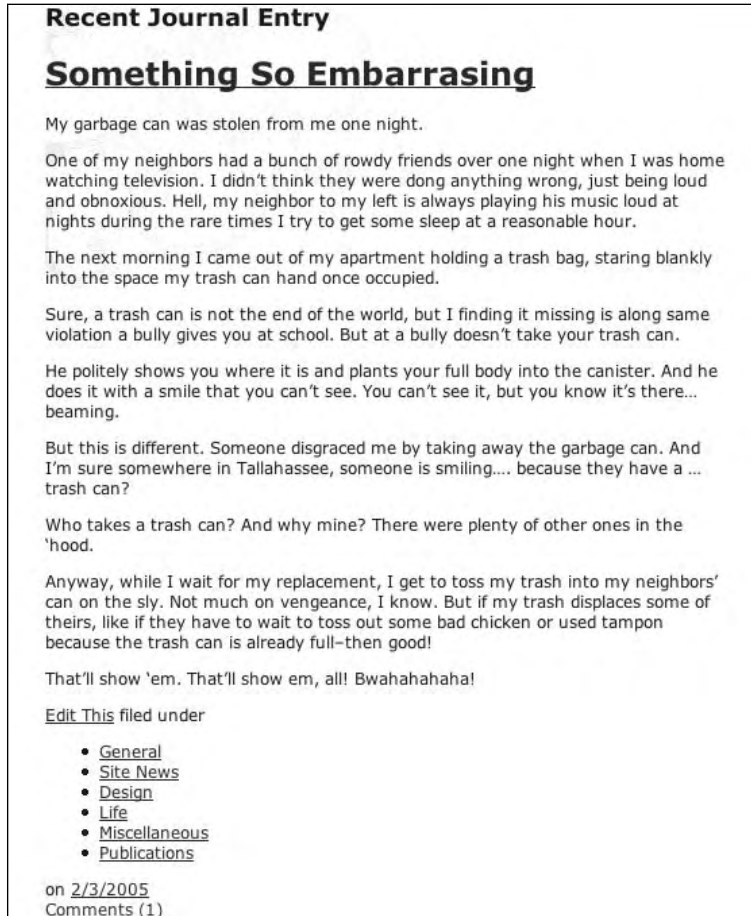 Recent Journal Entry
Something So Embarrasing
My garbage can was stolen from me one night.
One of my neighbors had a bunch of rowdy friends over one night when I was home
watching television. I didn’t think they were dong anything wrong, just being loud
and obnoxious. Hell, my neighbor to my left is always playing his music loud at
nights during the rare times I try to get some sleep at a reasonable hour.
The next morning I came out of my apartment holding a trash bag, staring blankly
into the space my trash can hand once occupied.
Sure, a trash can is not the end of the world, but I finding it missing is along same
violation a bully gives you at school. But at a bully doesn’t take your trash can.
He politely shows you where it is and plants your full body into the canister. And he
does it with a smile that you can’t see. You can’t see it, but you know it’s there…
beaming.
But this is different. Someone disgraced me by taking away the garbage can. And
I’m sure somewhere in Tallahassee, someone is smiling…. because they have a …
trash can?
Who takes a trash can? And why mine? There were plenty of other ones in the
‘hood.
Anyway, while I wait for my replacement, I get to toss my trash into my neighbors’
can on the sly. Not much on vengeance, I know. But if my trash displaces some of
theirs, like if they have to wait to toss out some bad chicken or used tampon
because the trash can is already full–then good!
That’ll show ‘em. That’ll show em, all! Bwahahahaha!
Edit This filed under
• General
• Site News
• Design
• Life
• Miscellaneous
• Publications
on 2/3/2005
Comments (1)